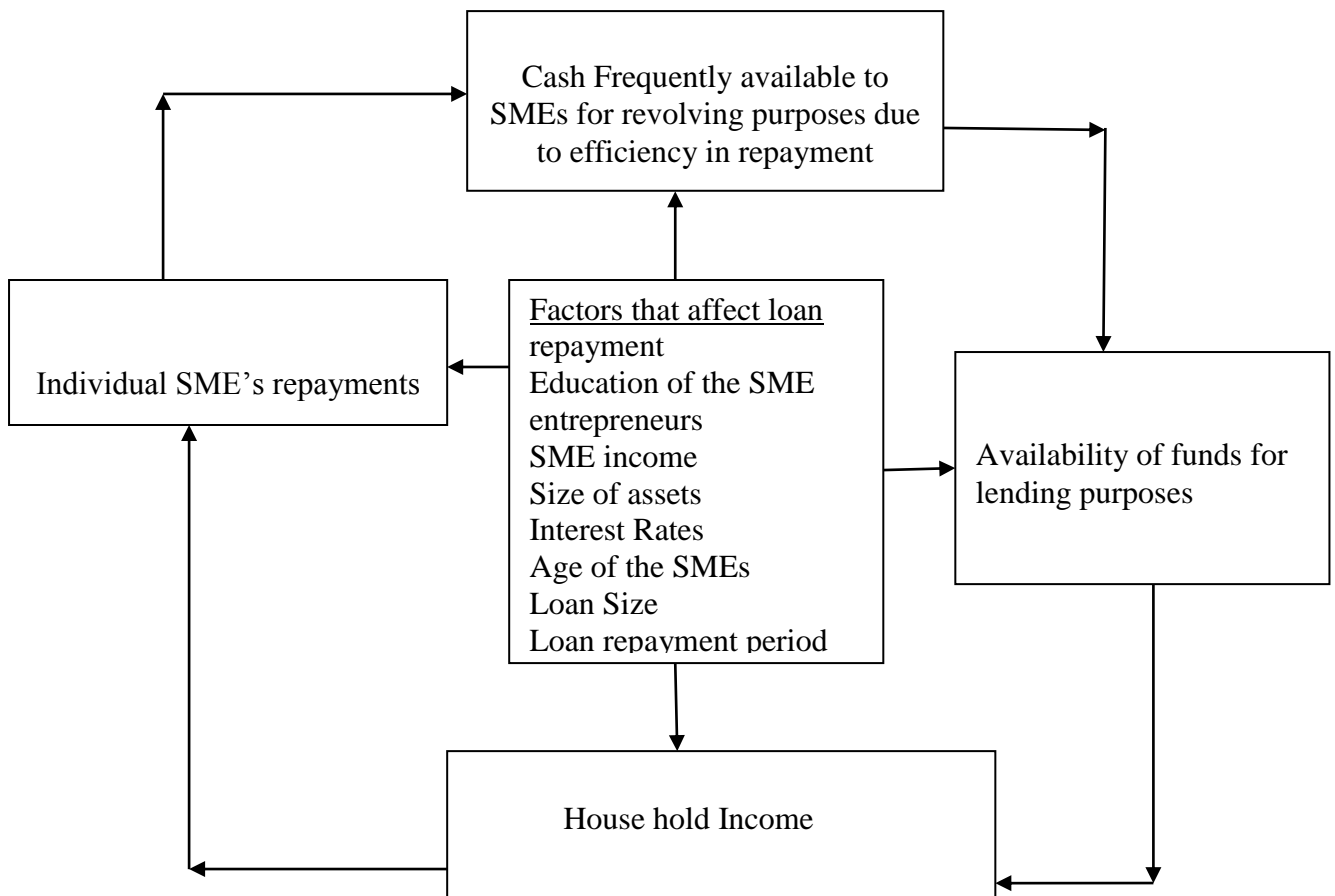 Cash Frequently available to
SMEs for revolving purposes due
to efficiency in repayment
Factors that affect loan
repayment
Education of the SME
entrepreneurs
SME income
Size of assets
Interest Rates
Age of the SMEs
Loan Size
Loan repayment period
Individual SME’s repayments
Availability of funds for
lending purposes
House hold Income